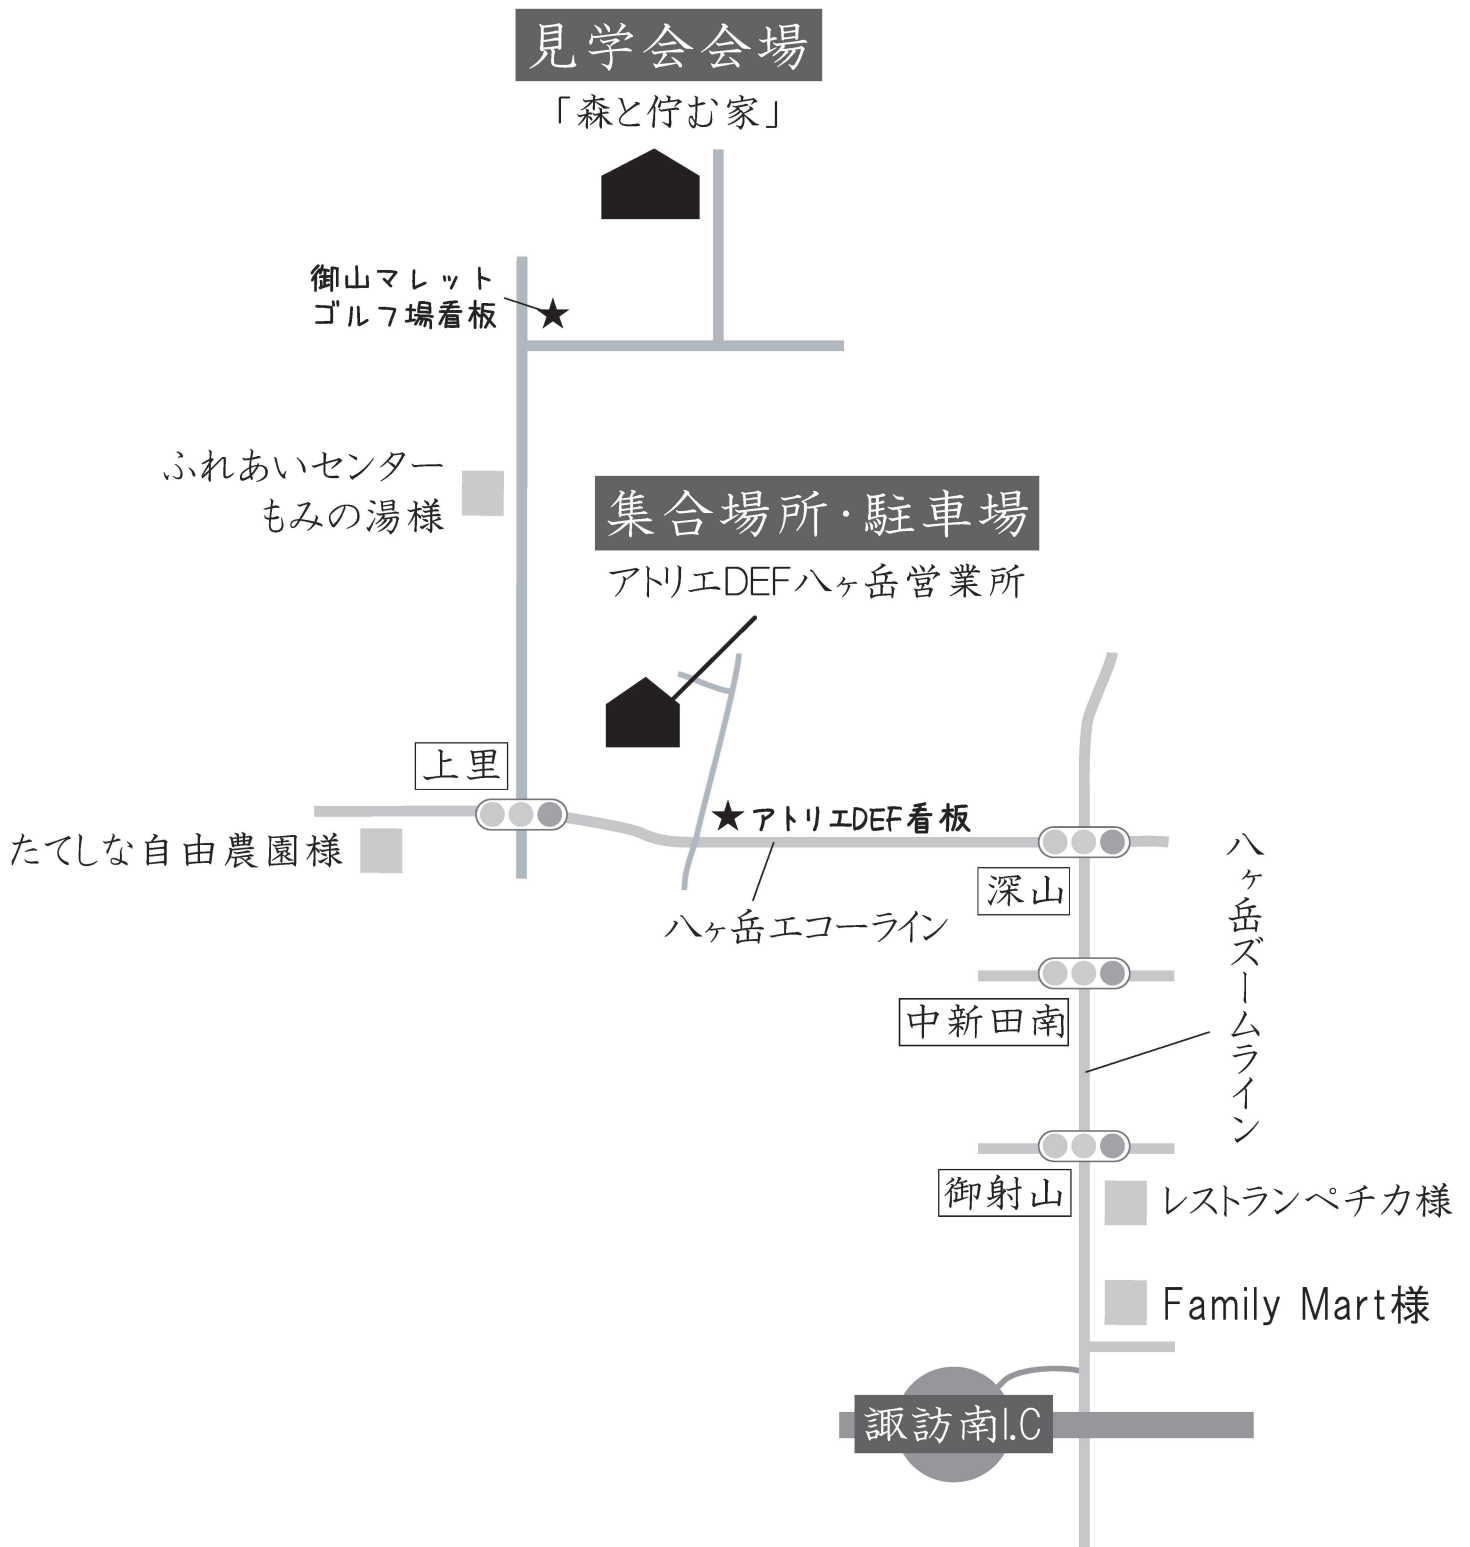 見学会会場
「森と佇む家」
御山マレット
ゴルフ場看板
ふれあいセンター
もみの湯様
集合場所・駐車場
アトリエDEF八ヶ岳営業所
上里
たてしな自由農園様
アトリエDEF看板
八ヶ岳エコーライン
深山
八ヶ岳ズームライン
中新田南
御射山
レストランペチカ様
Family Mart様
諏訪南I.C